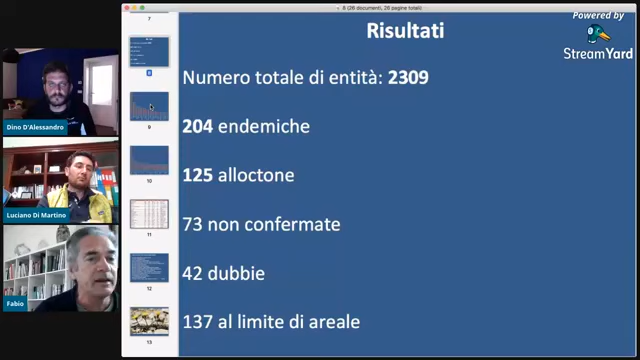 8 (26 documenti, 26 pagine totali)
Powered by
StreamYard
Risultati
Numero totale di entità: 2309
204 endemiche
125 alloctone
73 non confermate
42 dubbie
137 al limite di areale
7
8
9
10
11
12
13
Dino D'Alessandro
Luciano Di Martino
Fabio